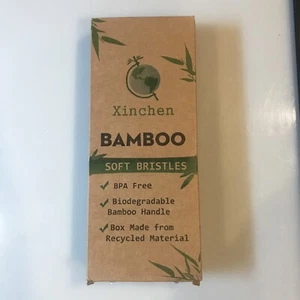 Xinchen
BAMBOO
SOFT BRISTLES
BPA Free
Biodegradable
Bamboo Handle
Box Made from
Recycled Material